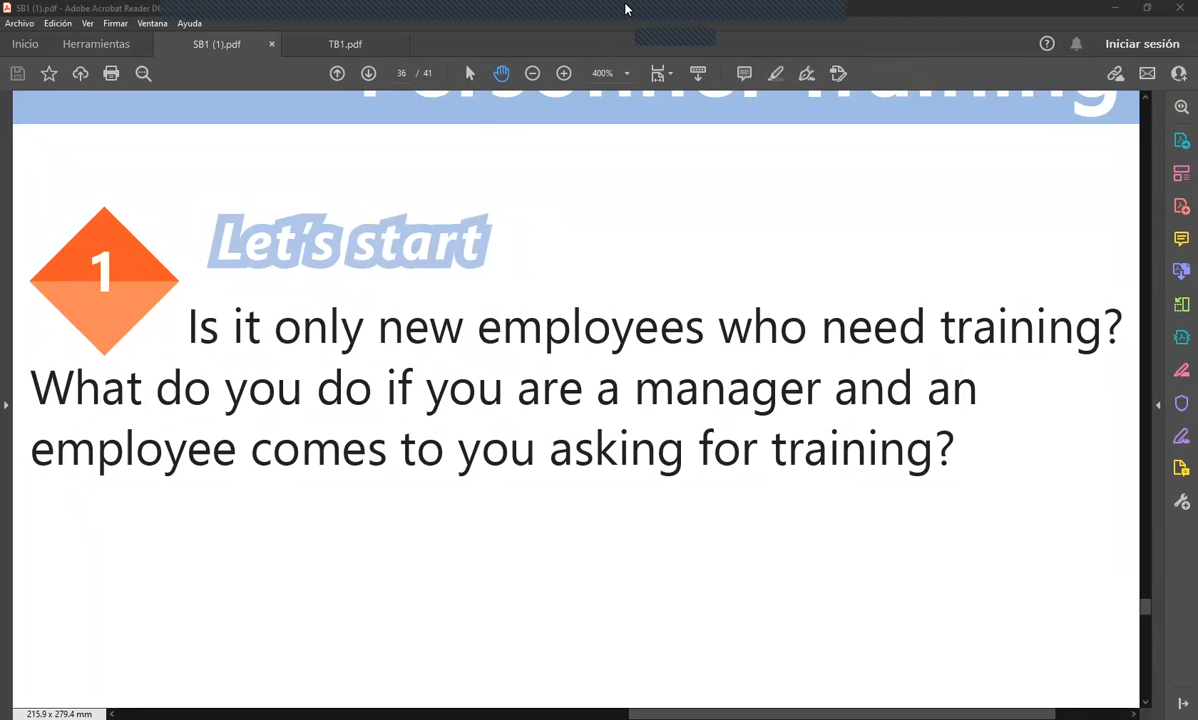 SB1 (1).pdf - Adobe Acrobat Reader DC
Archivo Edición Ver Firmar Ventana Ayuda
Inicio Herramientas SB1 (1).pdf × TB1.pdf Iniciar sesión
36 / 41 400%
Personnel Training
1
Let's start
Is it only new employees who need training?
What do you do if you are a manager and an
employee comes to you asking for training?
215.9 x 279.4 mm